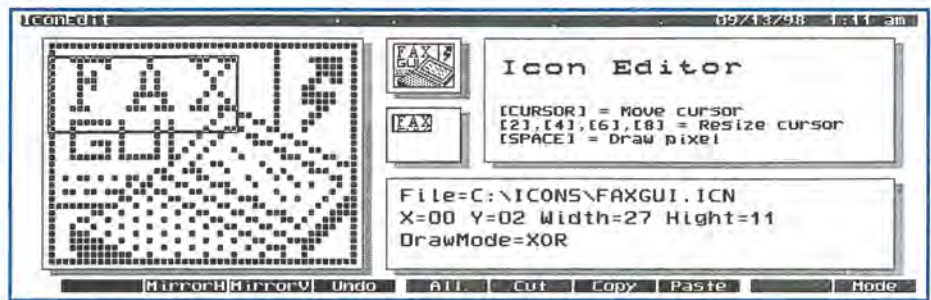 IconEdit 09/13/98 1:11 am
FAX
GUI
FAX
GUI
FAX
Icon Editor
[CURSOR] = Move cursor
[2],[4],[6],[8] = Resize cursor
[SPACE] = Draw pixel
File=C:\ICONS\FAXGUI.ICN
X=00 Y=02 Width=27 Hight=11
DrawMode=XOR
MirrorH MirrorV Undo All Cut Copy Paste Mode